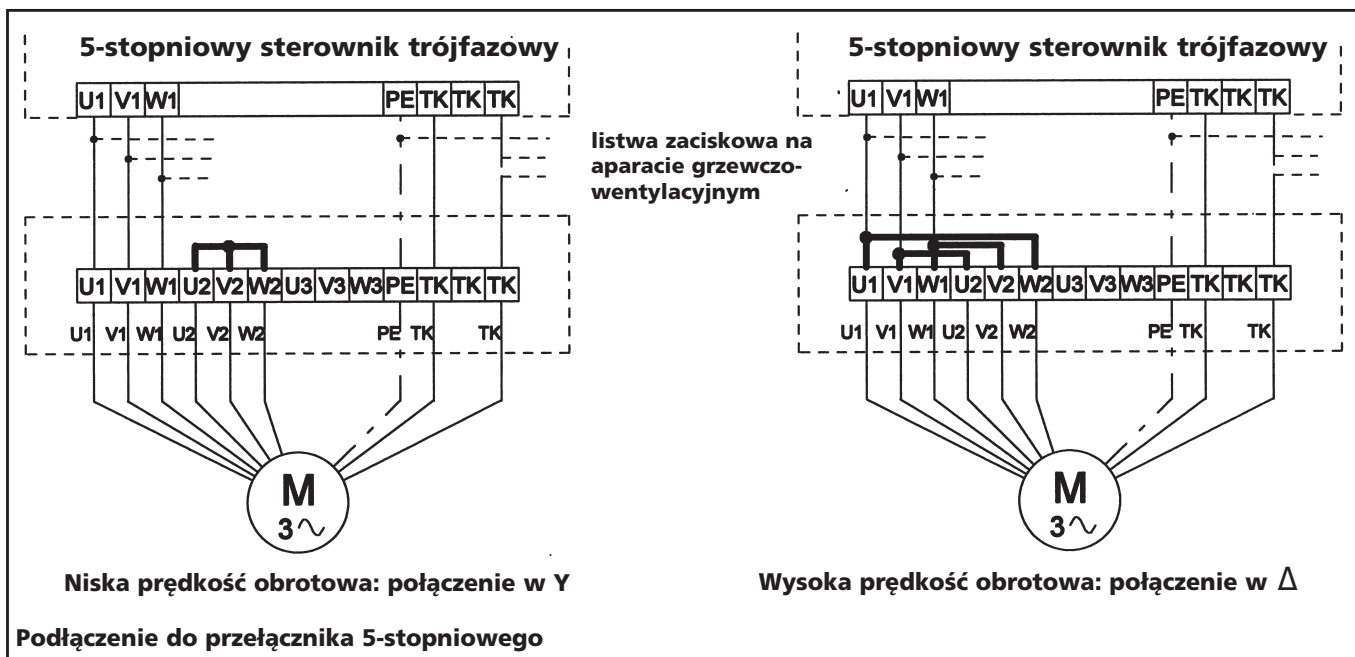 5-stopniowy sterownik trójfazowy
U1 V1 W1 PE TK TK TK
U1 V1 W1 U2 V2 W2 U3 V3 W3 PE TK TK TK
U1 V1 W1 U2 V2 W2 PE TK TK
M
3
Niska prędkość obrotowa: połączenie w Y
listwa zaciskowa na
aparacie grzewczo-
wentylacyjnym
5-stopniowy sterownik trójfazowy
U1 V1 W1 PE TK TK TK
U1 V1 W1 U2 V2 W2 U3 V3 W3 PE TK TK TK
U1 V1 W1 U2 V2 W2 PE TK TK
M
3
Wysoka prędkość obrotowa: połączenie w Δ
Podłączenie do przełącznika 5-stopniowego